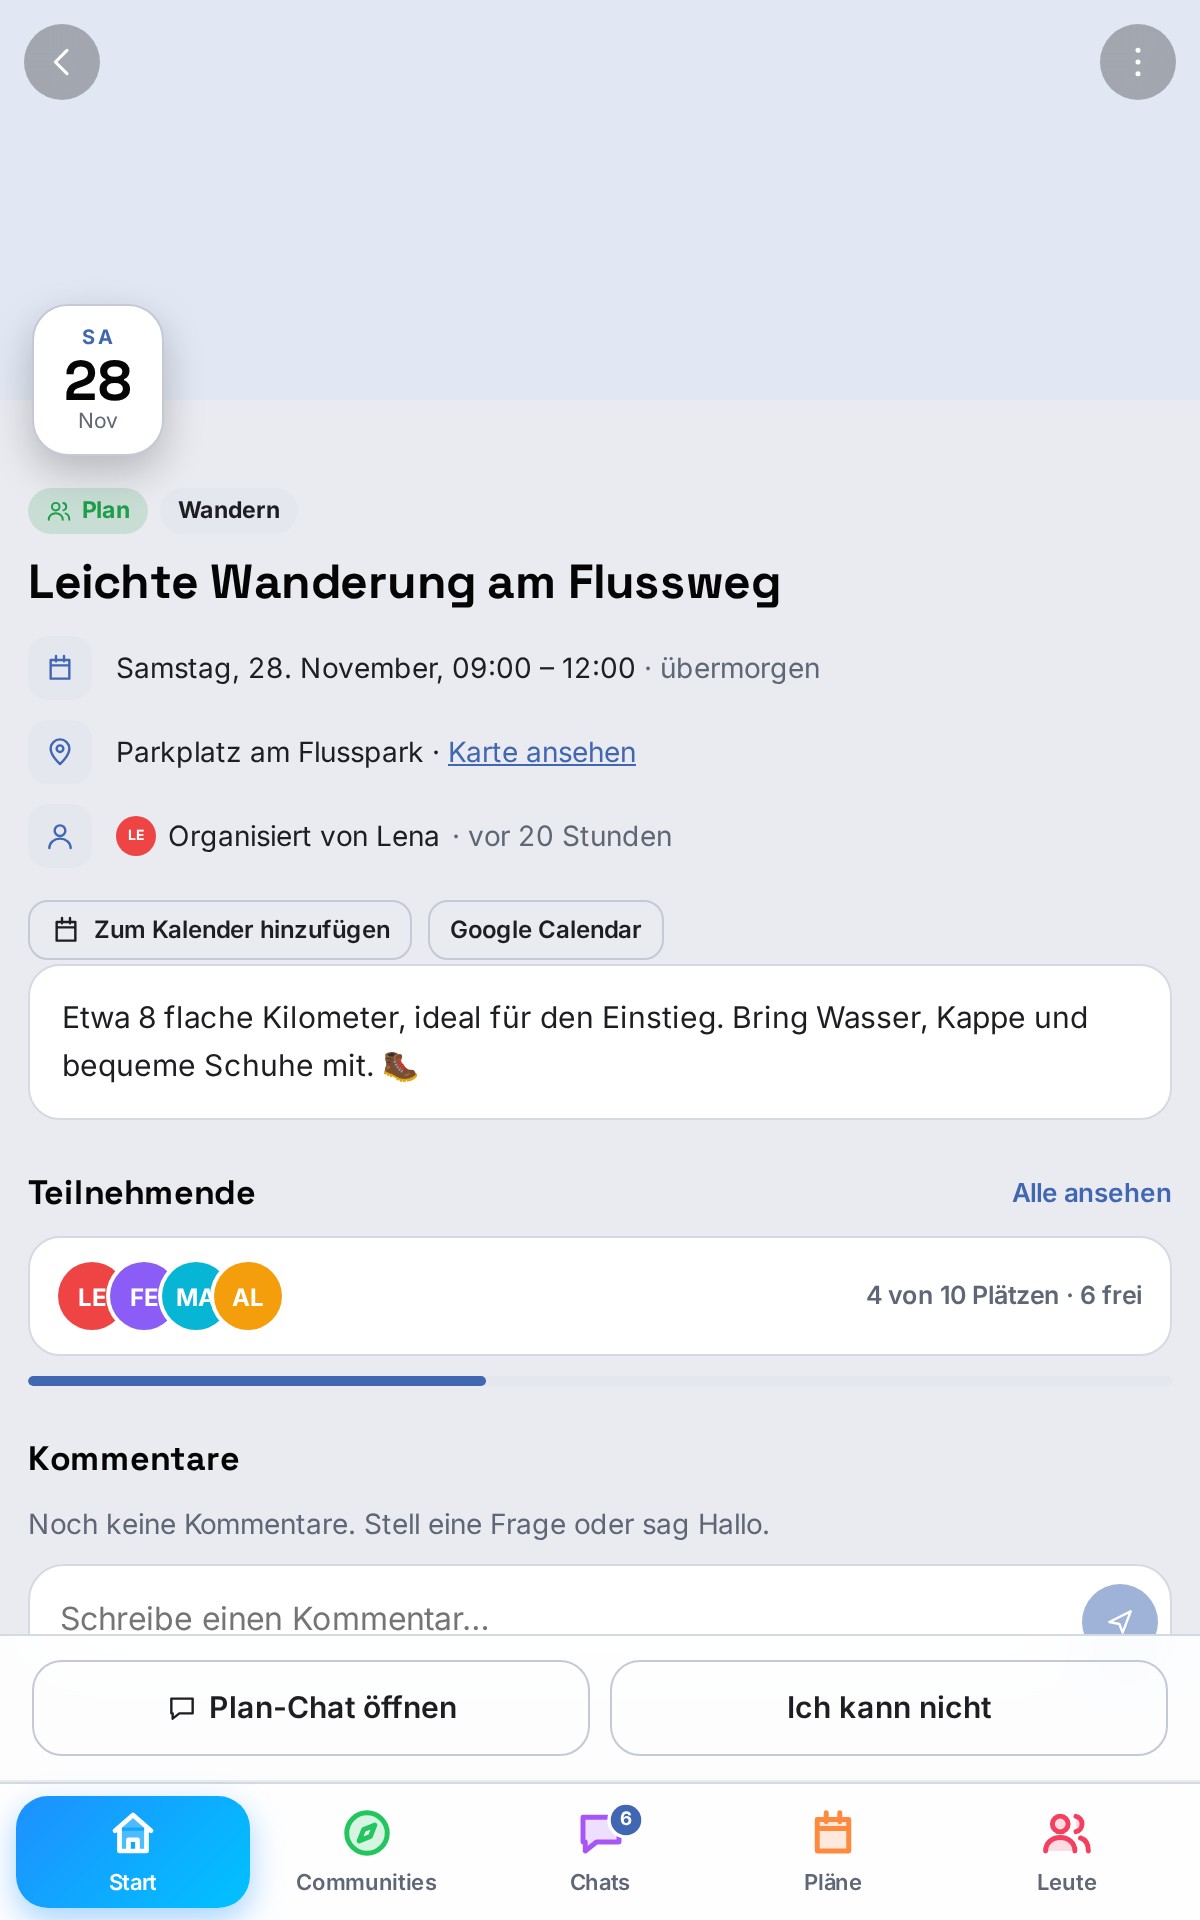 SA
28
Nov
Plan
Wandern
Leichte Wanderung am Flussweg
Samstag, 28. November, 09:00 – 12:00 · übermorgen
Parkplatz am Flusspark · Karte ansehen
LE Organisiert von Lena · vor 20 Stunden
Zum Kalender hinzufügen
Google Calendar
Etwa 8 flache Kilometer, ideal für den Einstieg. Bring Wasser, Kappe und
bequeme Schuhe mit. 🥾
Teilnehmende
Alle ansehen
LE FE MA AL
4 von 10 Plätzen · 6 frei
Kommentare
Noch keine Kommentare. Stell eine Frage oder sag Hallo.
Schreibe einen Kommentar...
Plan-Chat öffnen
Ich kann nicht
6
Start
Communities
Chats
Pläne
Leute